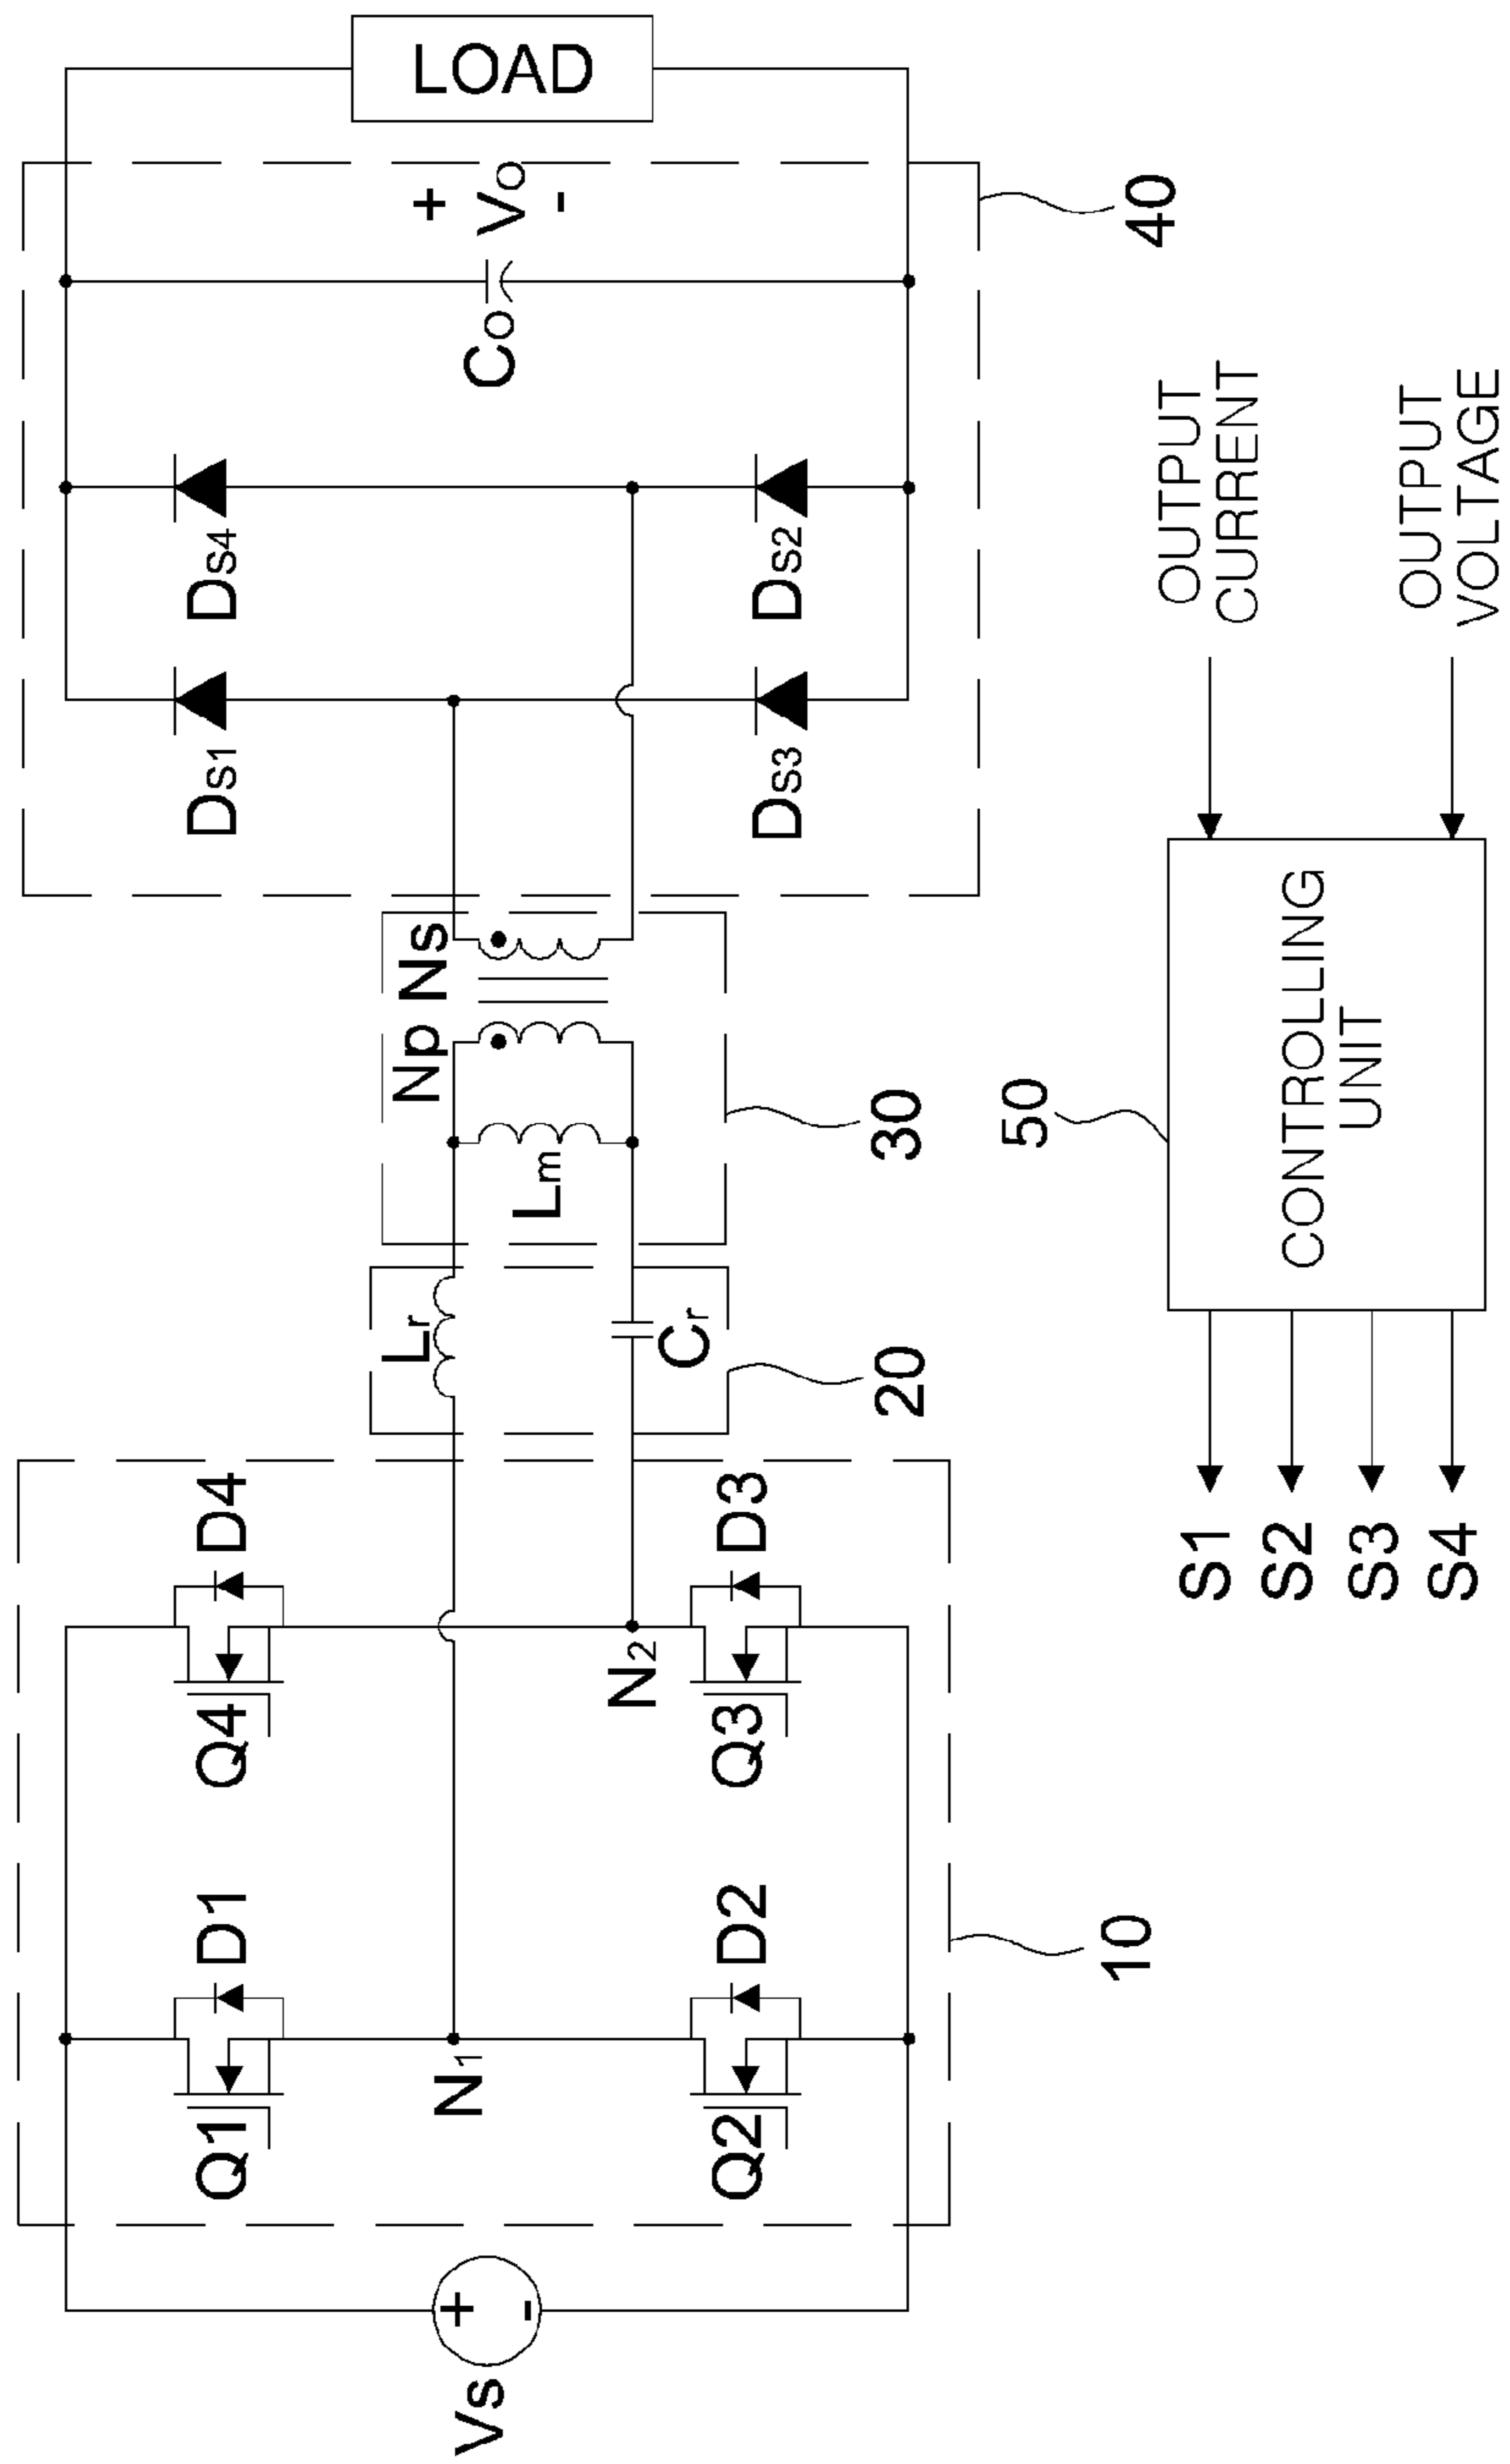 Vs
Q1
D1
Q4
D4
N1
N2
Q2
D2
Q3
D3
10
Lr
Cr
20
Lm
Np
Ns
30
Ds1
Ds4
Ds3
Ds2
Co
+
Vo
-
40
LOAD
+
-
S1
S2
S3
S4
50
CONTROLLING
UNIT
OUTPUT
CURRENT
OUTPUT
VOLTAGE